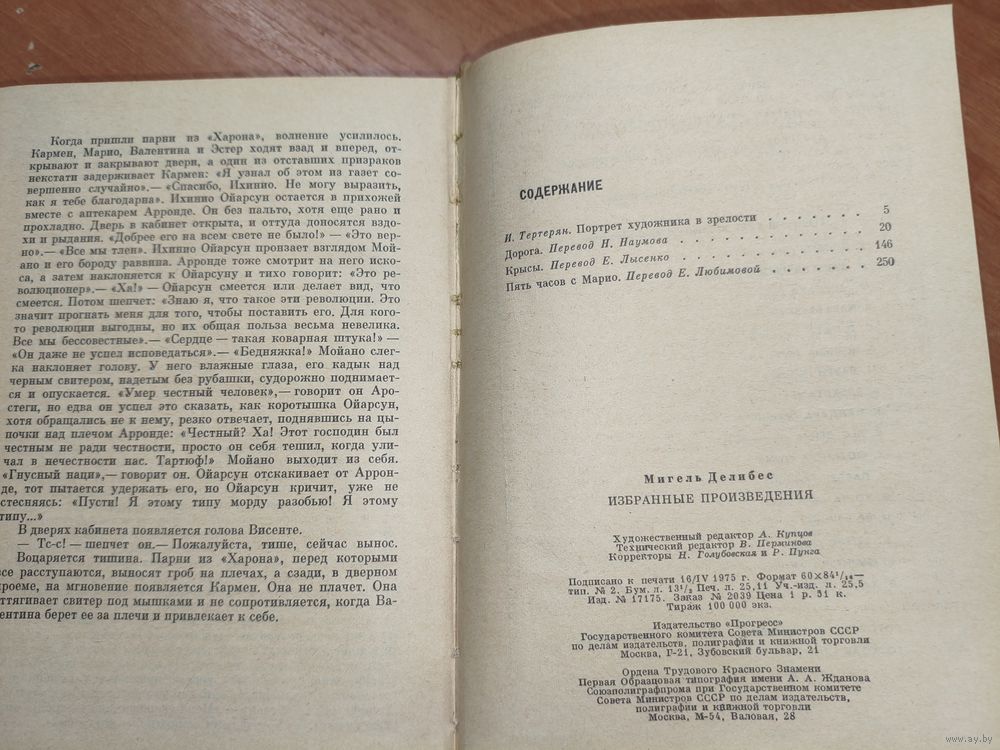 Когда пришли парни из «Харона», волнение усилилось.
Кармен, Марио, Валентина и Эстер ходят взад и вперед, от-
крывают и закрывают двери, а один из отставших призраков
некстати задерживает Кармен: «Я узнал об этом из газет со-
вершенно случайно».— «Спасибо, Ихинио. Не могу выразить,
как я тебе благодарна». Ихинио Ойарсун остается в прихожей
вместе с аптекарем Арронде. Он без пальто, хотя еще рано и
прохладно. Дверь в кабинет открыта, и оттуда доносятся вздо-
хи и рыдания. «Добрее его на всем свете не было!» — «Это вер-
но».— «Все мы тлен». Ихинио Ойарсун пронзает взглядом Мой-
ано и его бороду раввина. Арронде тоже смотрит на него иско-
са, а затем наклоняется к Ойарсуну и тихо говорит: «Это ре-
волюционер».— «Ха!» — Ойарсун смеется или делает вид, что
смеется. Потом шепчет: «Знаю я, что такое эти революции. Это
значит прогнать меня для того, чтобы поставить его. Для кого-
то революции выгодны, но их общая польза весьма невелика.
Все мы бессовестные».— «Сердце — такая коварная штука!» —
«Он даже не успел исповедаться».— «Бедняжка!» Мойано слег-
ка наклоняет голову. У него влажные глаза, его кадык над
черным свитером, надетым без рубашки, судорожно поднимает-
ся и опускается. «Умер честный человек»,— говорит он Аро-
стеги, но едва он успел это сказать, как коротышка Ойарсун,
хотя обращались не к нему, резко отвечает, поднявшись на цы-
почки над плечом Арронде: «Честный? Ха! Этот господин был
честным не ради честности, просто он себя тешил, когда ули-
чал в нечестности нас. Тартюф!» Мойано выходит из себя.
«Гнусный наци»,— говорит он. Ойарсун отскакивает от Аррон-
де, тот пытается удержать его, но Ойарсун кричит, уже не
стесняясь: «Пусти! Я этому типу морду разобью! Я этому
типу...»
В дверях кабинета появляется голова Висенте.
— Тс-с! — шепчет он.— Пожалуйста, тише, сейчас вынос.
Воцаряется тишина. Парни из «Харона», перед которыми
все расступаются, выносят гроб на плечах, а сзади, в дверном
проеме, на мгновение появляется Кармен. Она не плачет. Она
ттягивает свитер под мышками и не сопротивляется, когда Ва-
ентина берет ее за плечи и привлекает к себе.
СОДЕРЖАНИЕ
И. Тертерян. Портрет художника в зрелости . . . . . . . 5
Дорога. Перевод Н. Наумова . . . . . . . . . . . 20
Крысы. Перевод Е. Лысенко . . . . . . . . . . . 146
Пять часов с Марио. Перевод Е. Любимовой . . . . . . . 250
Мигель Делибес
ИЗБРАННЫЕ ПРОИЗВЕДЕНИЯ
Художественный редактор А. Купцов
Технический редактор В. Пержинова
Корректоры Н. Голубовская и Р. Пунга
Подписано к печати 16/IV 1975 г. Формат 60×84¹/₁₆—
тип. № 2. Бум. л. 13¹/₂ Печ. л. 25,11 Уч.-изд. л. 25,5
Изд. № 17175. Заказ № 2039 Цена 1 р. 31 к.
Тираж 100 000 экз.
Издательство «Прогресс»
Государственного комитета Совета Министров СССР
по делам издательств, полиграфии и книжной торговли
Москва, Г-21, Зубовский бульвар, 21
Ордена Трудового Красного Знамени
Первая Образцовая типография имени А. А. Жданова
Союзполиграфпрома при Государственном комитете
Совета Министров СССР по делам издательств,
полиграфии и книжной торговли
Москва, М-54, Валовая, 28
www.ay.by